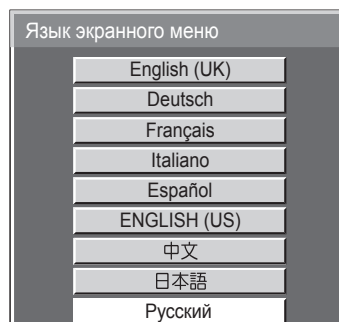 Язык экранного меню
English (UK)
Deutsch
Français
Italiano
Español
ENGLISH (US)
中文
日本語
Русский